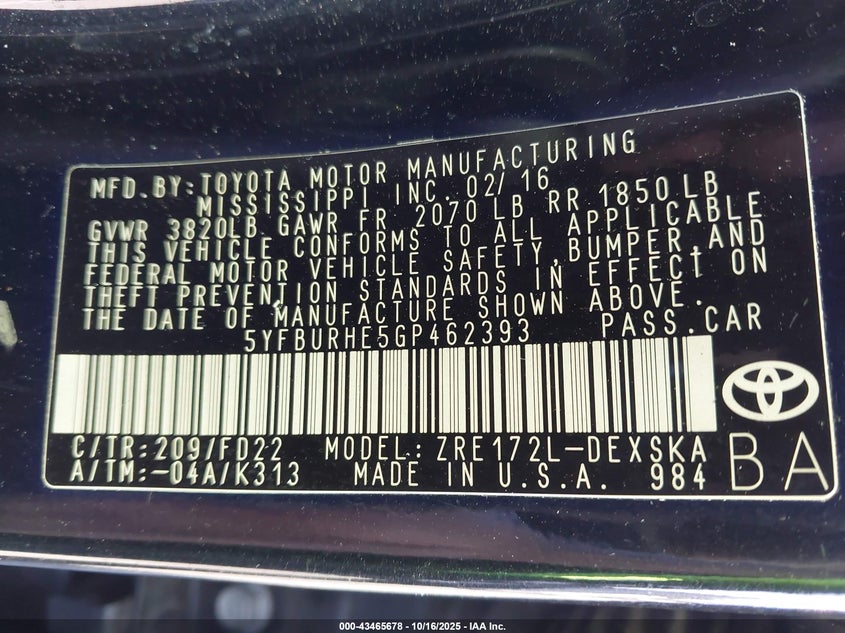 MFD.BY:TOYOTA MOTOR MANUFACTURING
MISSISSIPPI INC. 02/16
GVWR 3820LB GAWR FR. 2070 LB RR 1850 LB
THIS VEHICLE CONFORMS TO ALL APPLICABLE
FEDERAL MOTOR VEHICLE SAFETY,BUMPER,AND
THEFT PREVENTION STANDARDS IN EFFECT ON
THE DATE OF MANUFACTURE SHOWN ABOVE.
5YFBURHE5GP462393 PASS.CAR
C/TR:209/FD22 MODEL:ZRE172L-DEXSKA
A/TM:-04A/K313 MADE IN U.S.A. 984
BA
000-43465678 - 10/16/2025 - IAA Inc.